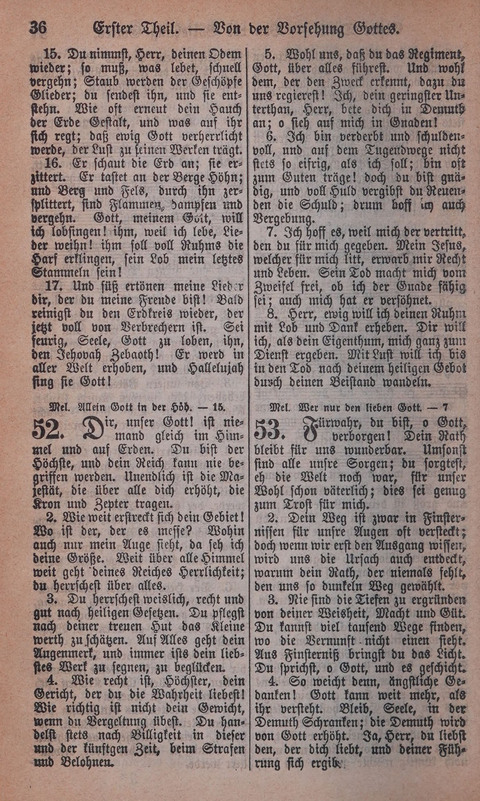 36 Erster Theil. — Von der Vorsehung Gottes.
15. Du nimmst, Herr, deinen Odem
wieder; so muß, was lebet, schnell
vergehn; Staub werden der Geschöpfe
Glieder; du sendest ihn, und sie ent-
stehn. Wie oft erneut dein Hauch
der Erde Gestalt, und was auf ihr
sich regt; daß ewig Gott verherrlicht
werde, der Lust zu seinen Werken trägt.
16. Er schaut die Erd an; sie er-
zittert. Er tastet an der Berge Höhn;
und Berg und Fels, durch ihn zer-
splittert, sind Flammen, dampfen und
vergehn. Gott, meinem Gott, will
ich lobsingen! ihm, weil ich lebe, Lie-
der weihn! ihm soll voll Ruhms die
Harf erklingen, sein Lob mein letztes
Stammeln sein!
17. Und süß ertönen meine Lieder
dir, der du meine Freude bist! Bald
reinigst du den Erdkreis wieder, der
jetzt voll von Verbrechern ist. Sei
feurig, Seele, Gott zu loben, ihn,
den Jehovah Zebaoth! Er werd in
aller Welt erhoben, und Hallelujah
sing sie Gott!
Mel. Allein Gott in der Höh. — 15.
52. Dir, unser Gott! ist nie-
mand gleich im Him-
mel und auf Erden. Du bist der
Höchste, und dein Reich kann nie be-
griffen werden. Unendlich ist die Ma-
jestät, die über alle dich erhöht, die
Kron und Zepter tragen.
2. Wie weit erstreckt sich dein Gebiet!
Wo ist der, der es messe? Wohin
auch nur mein Auge sieht, da seh ich
deine Größe. Weit über alle Himmel
weit geht deines Reiches Herrlichkeit;
du herrschest über alles.
3. Du herrschest weislich, recht und
gut nach heiligen Gesetzen. Du pflegst
nach deiner treuen Hut das Kleine
werth zu schätzen. Auf Alles geht dein
Augenmerk, und immer ists dein lieb-
stes Werk zu segnen, zu beglücken.
4. Wie recht ist, Höchster, dein
Gericht, der du die Wahrheit liebest!
Wie richtig ist nicht dein Gewicht,
wenn du Vergeltung übest. Du han-
delst stets nach Billigkeit in dieser
und der künftgen Zeit, beim Strafen
und Belohnen.
5. Wohl uns, daß du das Regiment,
Gott, über alles führest. Und wohl
dem, der den Zweck erkennt, dazu du
uns regierest! Ich, dein geringster Un-
terthan, Herr, bete dich in Demuth
an; o sieh auf mich in Gnaden!
6. Ich bin verderbt und schulden-
voll, und auf dem Tugendwege nicht
stets so eifrig, als ich soll; bin oft
zum Guten träge! doch du bist gnä-
dig, und voll Huld vergibst du Reuen-
den die Schuld; drum hoff ich auch
Vergebung.
7. Ich hoff es, weil mich der vertritt,
den du für mich gegeben. Mein Jesus,
welcher für mich litt, erwarb mir Recht
und Leben. Sein Tod macht mich vom
Zweifel frei, ob ich der Gnade fähig
sei; auch mich hat er versöhnet.
8. Herr, ewig will ich deinen Ruhm
mit Lob und Dank erheben. Dir will
ich, als dein Eigenthum, mich ganz zum
Dienst ergeben. Mit Lust will ich bis
in den Tod nach deinem heiligen Gebot
durch deinen Beistand wandeln.
Mel. Wer nur den lieben Gott. — 7
53. Fürwahr, du bist, o Gott,
verborgen! Dein Rath
bleibt für uns wunderbar. Umsonst
sind alle unsre Sorgen; du sorgtest,
eh die Welt noch war, für unser
Wohl schon väterlich; dies sei genug
zum Trost für mich.
2. Dein Weg ist zwar in Finster-
nissen für unsre Augen oft versteckt;
doch wenn wir erst den Ausgang wissen,
wird uns die Ursach auch entdeckt,
warum dein Rath, der niemals fehlt,
den uns so dunkeln Weg gewählt.
3. Nie sind die Tiefen zu ergründen
von deiner Weisheit, Macht und Güt.
Du kannst viel tausend Wege finden,
wo die Vernunft nicht einen sieht.
Aus Finsterniß bringst du das Licht.
Du sprichst, o Gott, und es geschicht.
4. So weicht denn, ängstliche Ge-
danken! Gott kann weit mehr, als
ihr versteht. Bleib, Seele, in der
Demuth Schranken; die Demuth wird
von Gott erhöht. Ja, Herr, du liebst
den, der dich liebt, und deiner Füh-
rung sich ergibt.